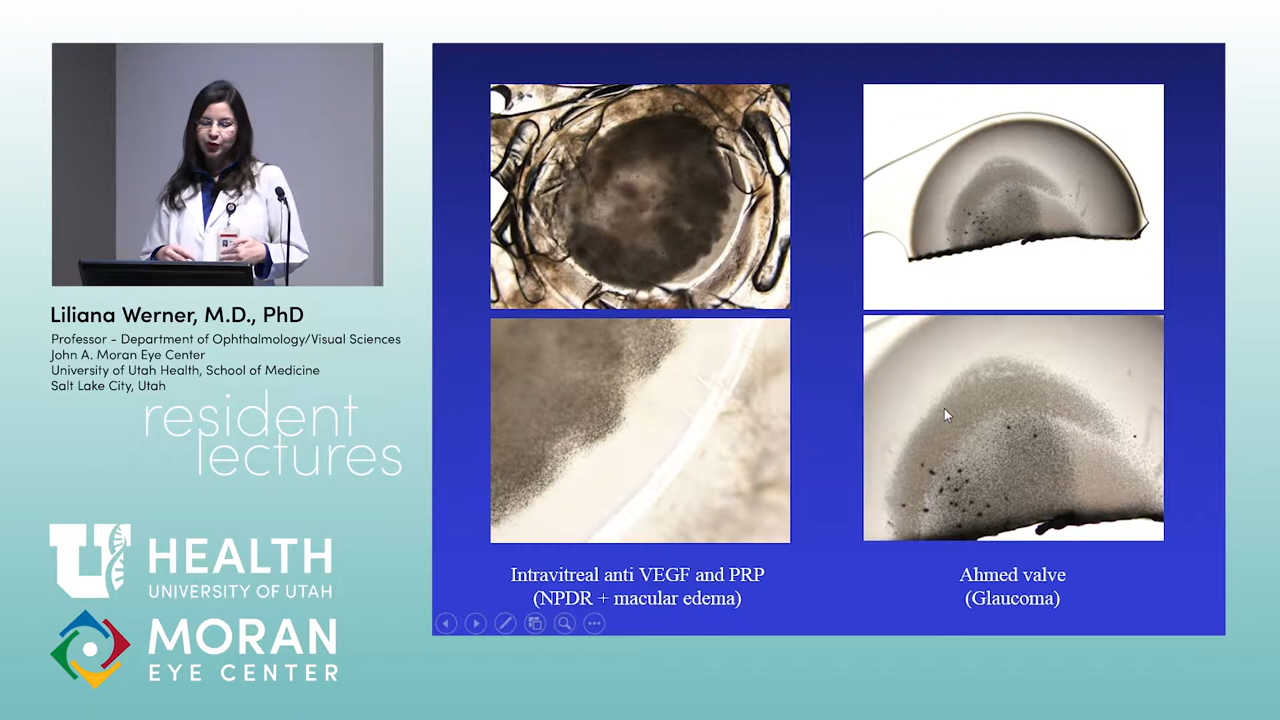 Liliana Werner, M.D., PhD
Professor - Department of Ophthalmology/Visual Sciences
John A. Moran Eye Center
University of Utah Health, School of Medicine
Salt Lake City, Utah
resident
lectures
U HEALTH
UNIVERSITY OF UTAH
MORAN
EYE CENTER
Intravitreal anti VEGF and PRP
(NPDR + macular edema)
Ahmed valve
(Glaucoma)